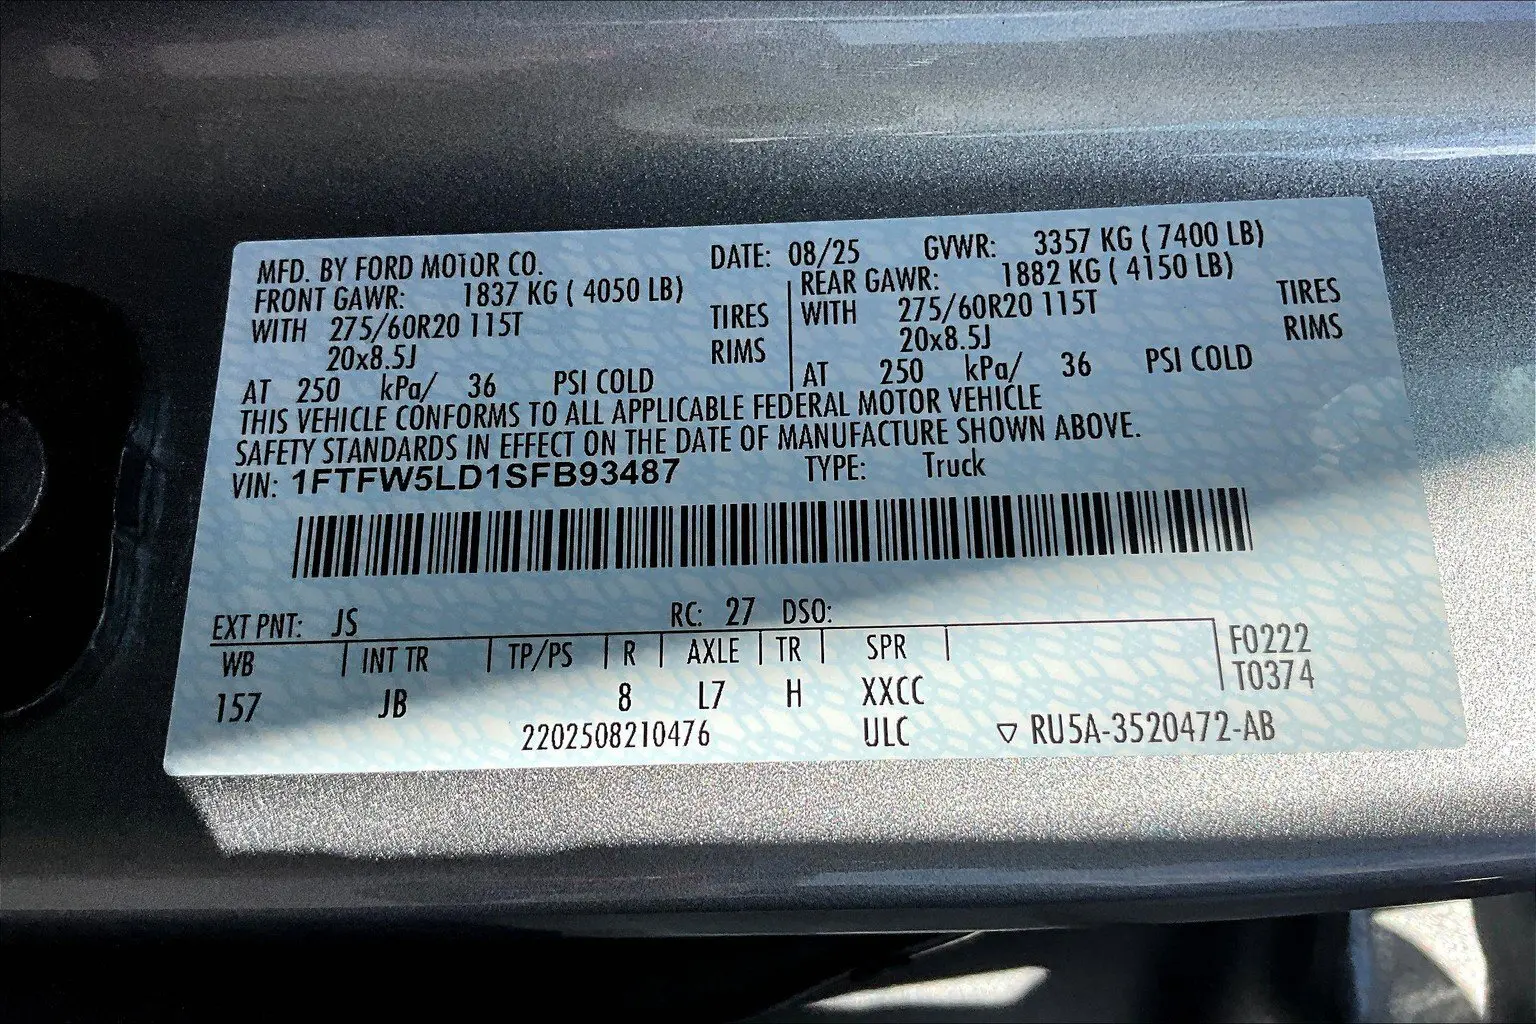 MFD. BY FORD MOTOR CO. DATE: 08/25 GVWR: 3357 KG ( 7400 LB)
FRONT GAWR: 1837 KG ( 4050 LB) REAR GAWR: 1882 KG ( 4150 LB)
WITH 275/60R20 115T TIRES WITH 275/60R20 115T TIRES
20x8.5J RIMS 20x8.5J RIMS
AT 250 kPa/ 36 PSI COLD AT 250 kPa/ 36 PSI COLD
THIS VEHICLE CONFORMS TO ALL APPLICABLE FEDERAL MOTOR VEHICLE
SAFETY STANDARDS IN EFFECT ON THE DATE OF MANUFACTURE SHOWN ABOVE.
VIN: 1FTFW5LD1SFB93487 TYPE: Truck
EXT PNT: JS RC: 27 DSO:
WB INT TR TP/PS R AXLE TR SPR F0222
157 JB 8 L7 H XXCC T0374
2202508210476 ULC ▽ RU5A-3520472-AB